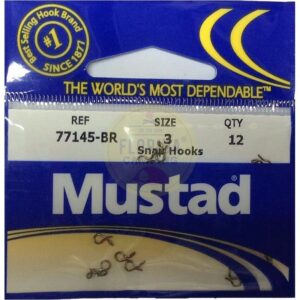 Best Selling Hook Brand
#1
SINCE 1877
THE WORLD'S MOST DEPENDABLE™
REF SIZE QTY
77145-BR 3 12
Snap Hooks
Mustad